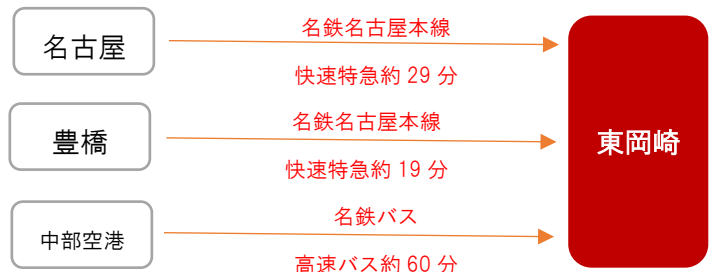 名古屋
名鉄名古屋本線
快速特急約 29 分
豊橋
名鉄名古屋本線
快速特急約 19 分
東岡崎
中部空港
名鉄バス
高速バス約 60 分